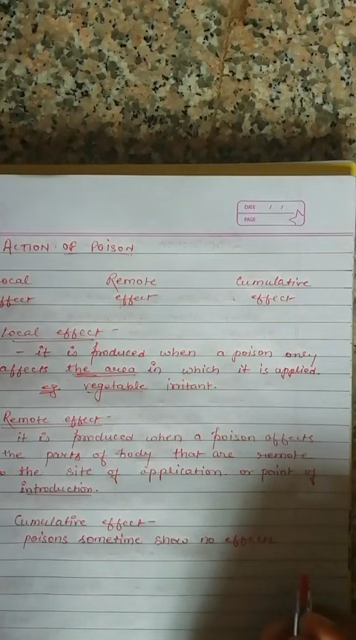 DATE / /
PAGE
ACTION OF POISON
ocal Remote Cumulative
ffect effect effect
Local effect -
- it is produced when a poison only
affects the area in which it is applied.
eg. vegetable iritant.
Remote effect -
it is produced when a poison affects
the parts of body that are remote
the site of application or point of
introduction.
Cumulative effect -
poisons sometime show no effects